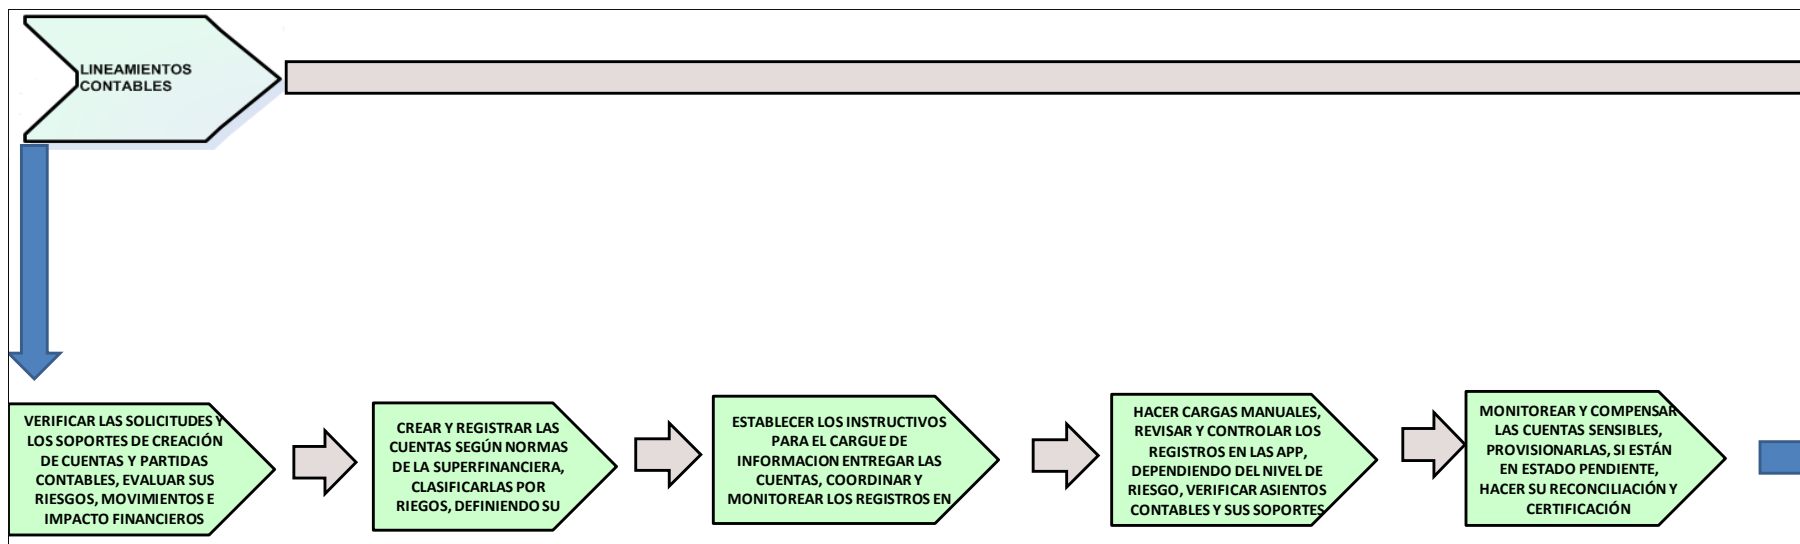 LINEAMIENTOS
CONTABLES
VERIFICAR LAS SOLICITUDES Y
LOS SOPORTES DE CREACIÓN
DE CUENTAS Y PARTIDAS
CONTABLES, EVALUAR SUS
RIESGOS, MOVIMIENTOS E
IMPACTO FINANCIEROS
CREAR Y REGISTRAR LAS
CUENTAS SEGÚN NORMAS
DE LA SUPERFINANCIERA,
CLASIFICARLAS POR
RIEGOS, DEFINIENDO SU
ESTABLECER LOS INSTRUCTIVOS
PARA EL CARGUE DE
INFORMACION ENTREGAR LAS
CUENTAS, COORDINAR Y
MONITOREAR LOS REGISTROS EN
HACER CARGAS MANUALES,
REVISAR Y CONTROLAR LOS
REGISTROS EN LAS APP,
DEPENDIENDO DEL NIVEL DE
RIESGO, VERIFICAR ASIENTOS
CONTABLES Y SUS SOPORTES
MONITOREAR Y COMPENSAR
LAS CUENTAS SENSIBLES,
PROVISIONARLAS, SI ESTÁN
EN ESTADO PENDIENTE,
HACER SU RECONCILIACIÓN Y
CERTIFICACIÓN